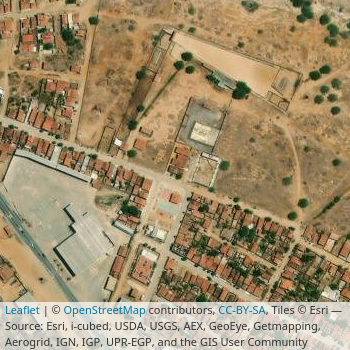 Leaflet | © OpenStreetMap contributors, CC-BY-SA, Tiles © Esri —
Source: Esri, i-cubed, USDA, USGS, AEX, GeoEye, Getmapping,
Aerogrid, IGN, IGP, UPR-EGP, and the GIS User Community